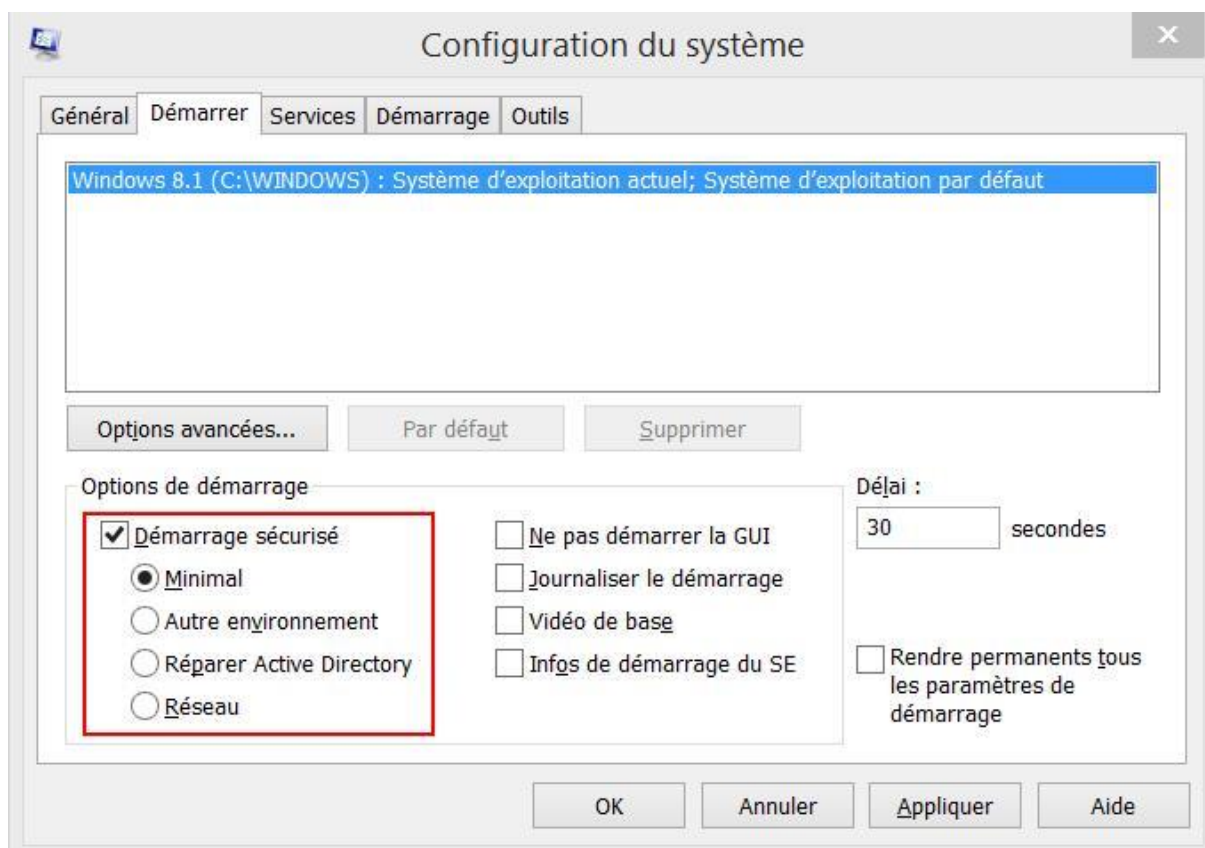 Configuration du système
Général Démarrer Services Démarrage Outils
Windows 8.1 (C:\WINDOWS) : Système d'exploitation actuel; Système d'exploitation par défaut
Options avancées... Par défaut Supprimer
Options de démarrage
Délai :
Démarrage sécurisé
Ne pas démarrer la GUI
30 secondes
Minimal
Journaliser le démarrage
Autre environnement
Vidéo de base
Réparer Active Directory
Infos de démarrage du SE
Réseau
Rendre permanents tous
les paramètres de
démarrage
OK Annuler Appliquer Aide